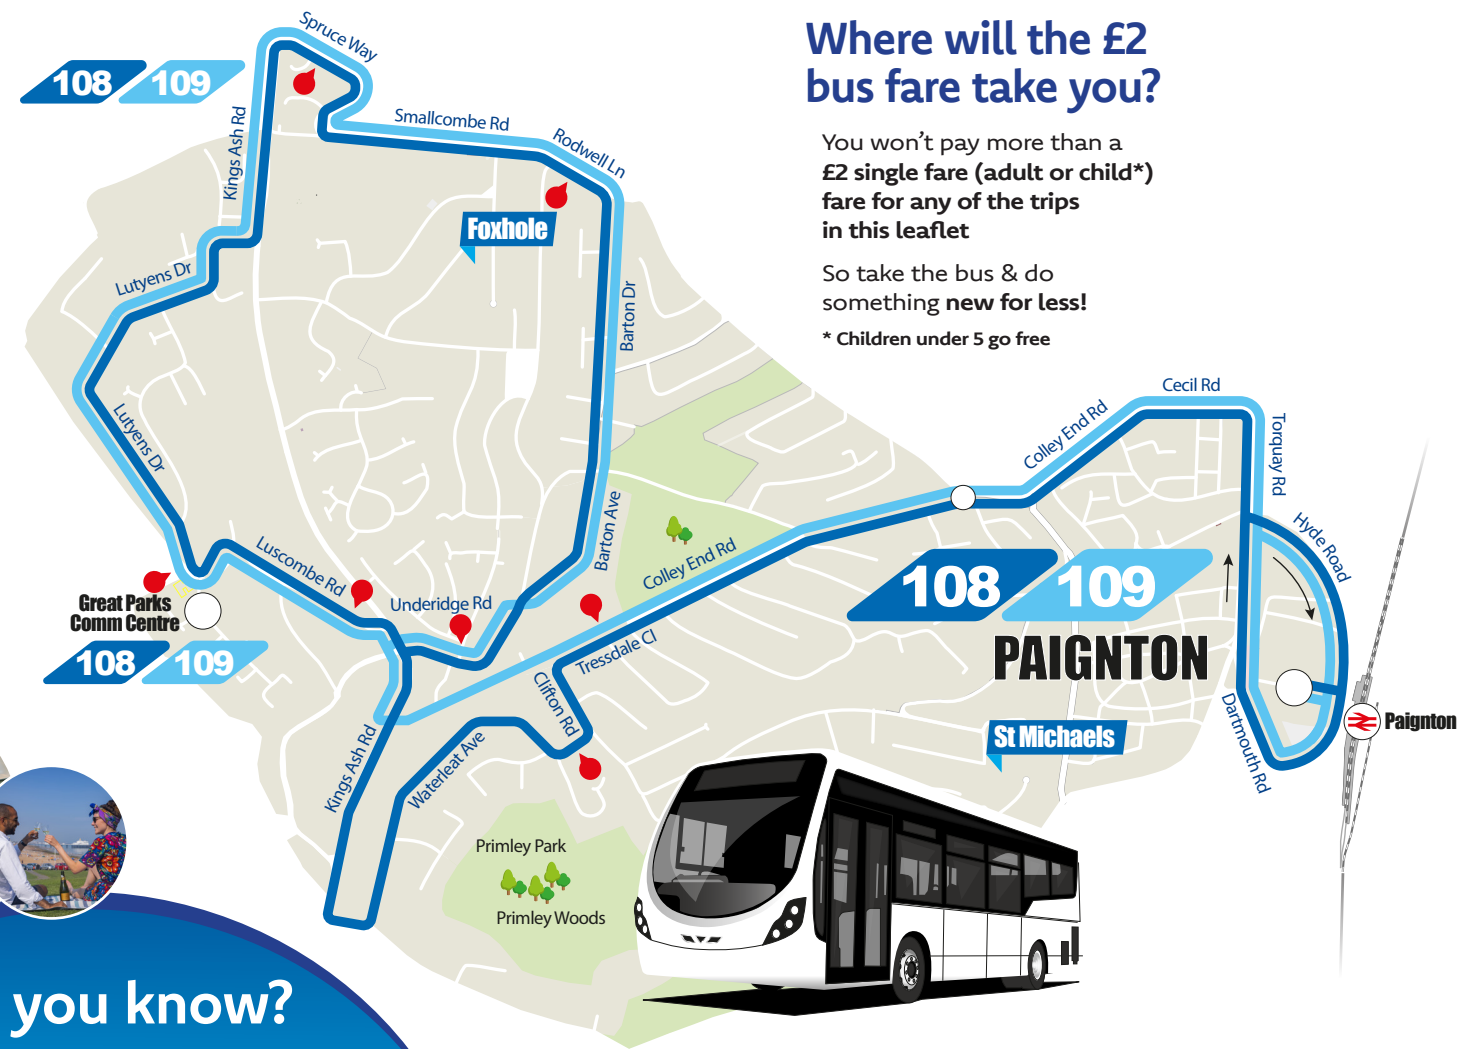 Where will the £2
bus fare take you?
You won’t pay more than a
£2 single fare (adult or child*)
fare for any of the trips
in this leaflet
So take the bus & do
something new for less!
* Children under 5 go free
Spruce Way
108 109
Kings Ash Rd
Smallcombe Rd
Rodwell Ln
Foxhole
Lutyens Dr
Barton Dr
Lutyens Dr
Cecil Rd
Colley End Rd
Torquay Rd
Hyde Road
Barton Ave
Colley End Rd
Luscombe Rd
Underidge Rd
Great Parks
Comm Centre
108 109
108 109
PAIGNTON
Tressdale Cl
Clifton Rd
Kings Ash Rd
Waterleat Ave
St Michaels
Dartmouth Rd
Paignton
Primley Park
Primley Woods
you know?